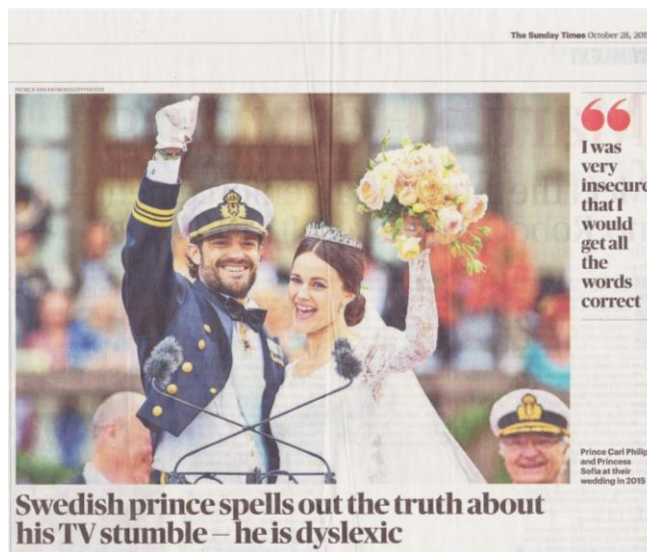 The Sunday Times October 28, 201
I was
very
insecure
that I
would
get all
the
words
correct
Prince Carl Philip
and Princess
Sofia at their
wedding in 2015
Swedish prince spells out the truth about
his TV stumble – he is dyslexic